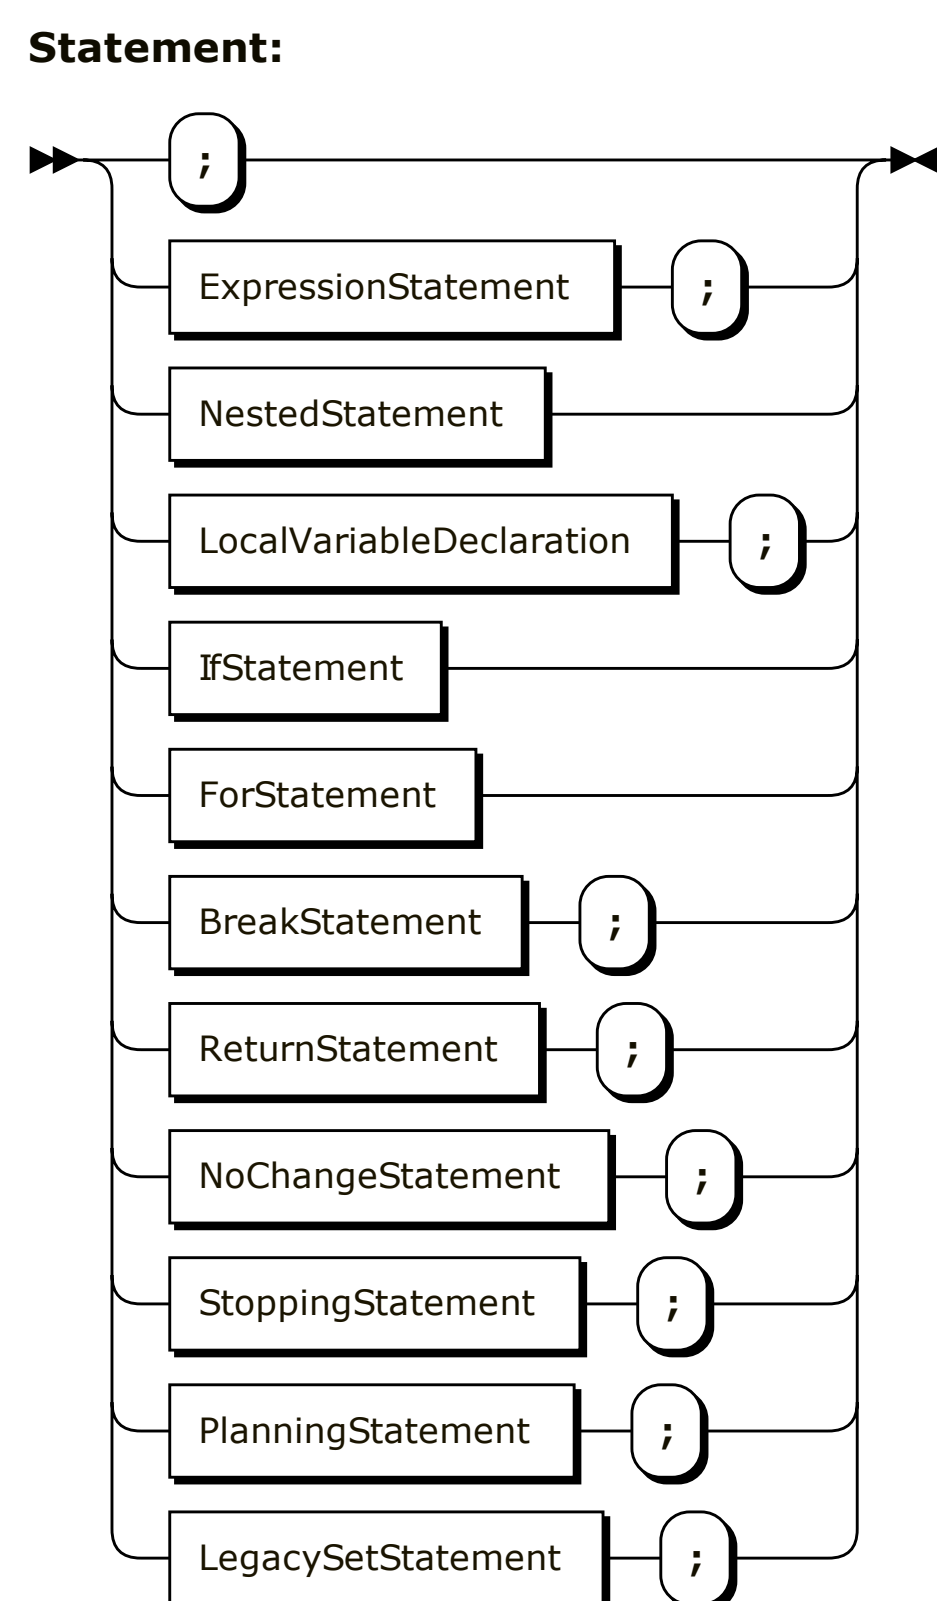 Statement:
;
ExpressionStatement ;
NestedStatement
LocalVariableDeclaration ;
IfStatement
ForStatement
BreakStatement ;
ReturnStatement ;
NoChangeStatement ;
StoppingStatement ;
PlanningStatement ;
LegacySetStatement ;